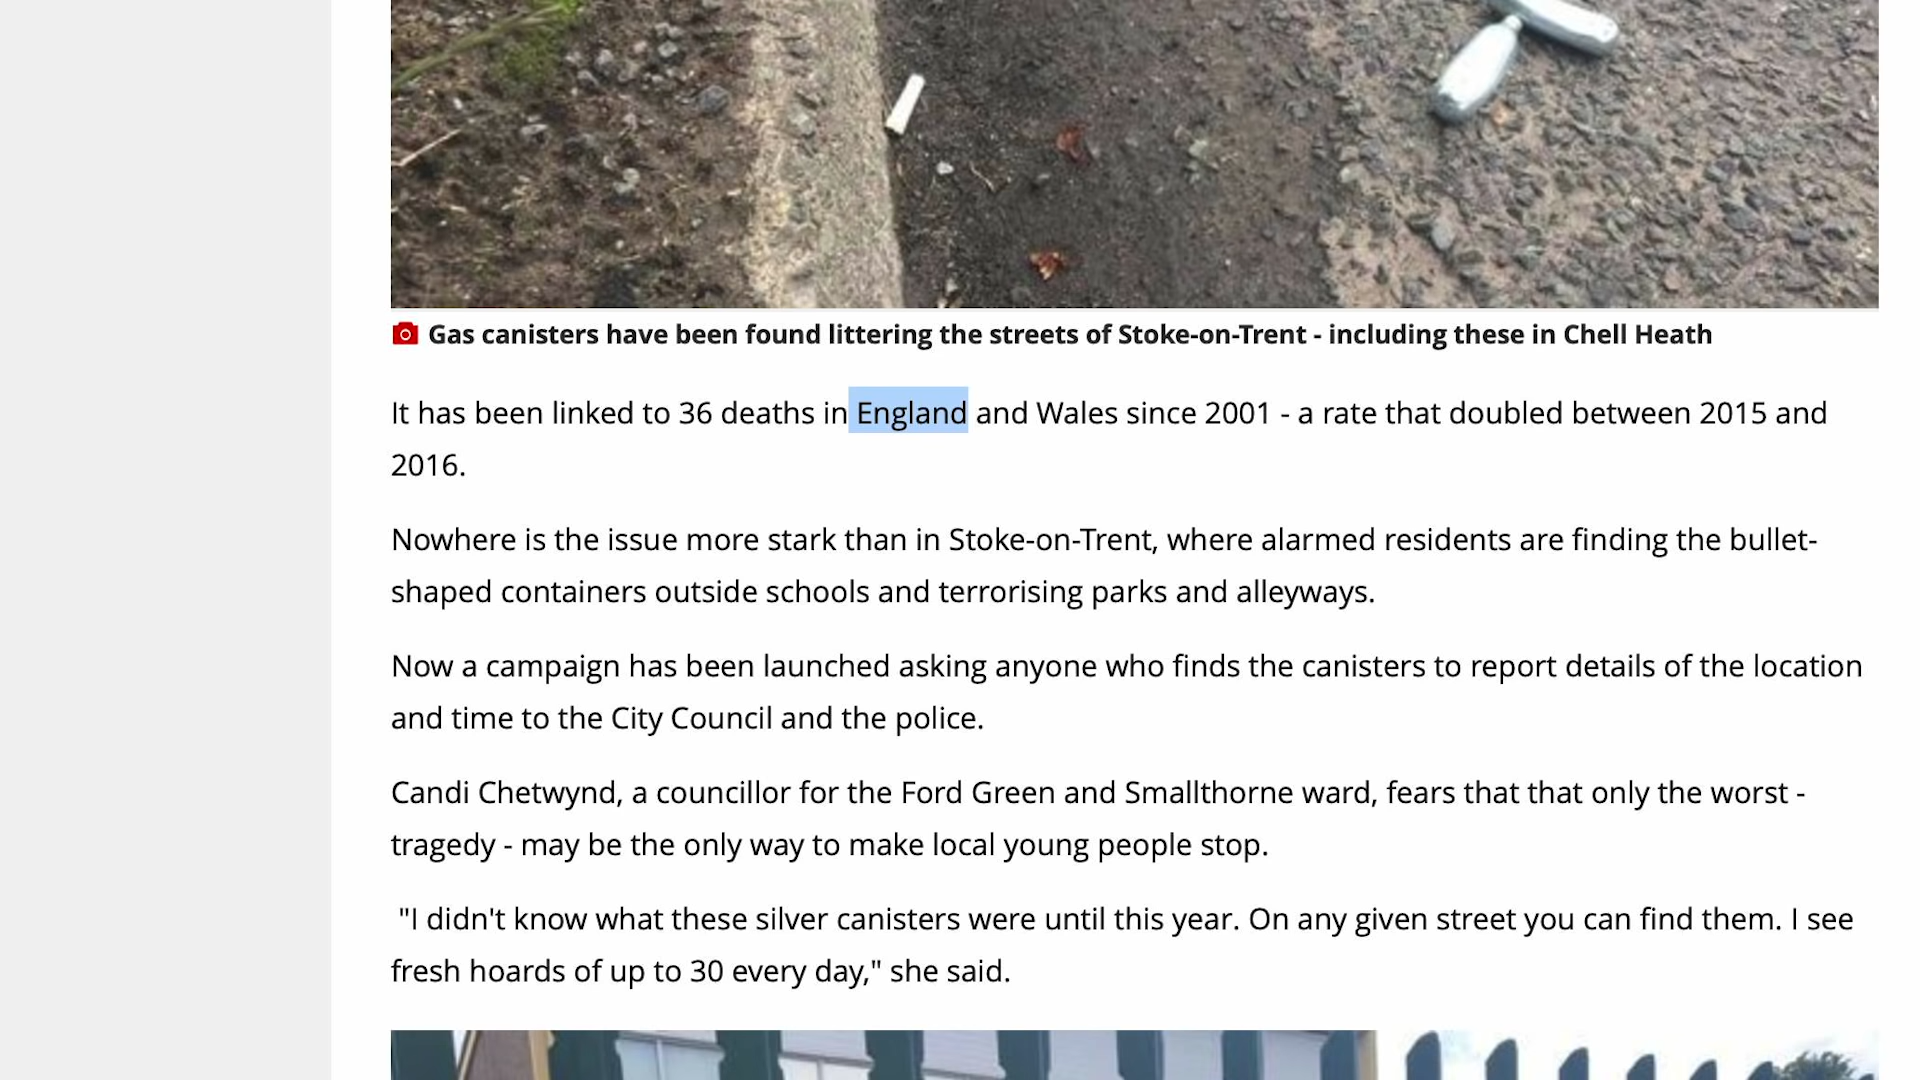 Gas canisters have been found littering the streets of Stoke-on-Trent - including these in Chell Heath
It has been linked to 36 deaths in England and Wales since 2001 - a rate that doubled between 2015 and
2016.
Nowhere is the issue more stark than in Stoke-on-Trent, where alarmed residents are finding the bullet-
shaped containers outside schools and terrorising parks and alleyways.
Now a campaign has been launched asking anyone who finds the canisters to report details of the location
and time to the City Council and the police.
Candi Chetwynd, a councillor for the Ford Green and Smallthorne ward, fears that that only the worst -
tragedy - may be the only way to make local young people stop.
"I didn't know what these silver canisters were until this year. On any given street you can find them. I see
fresh hoards of up to 30 every day," she said.